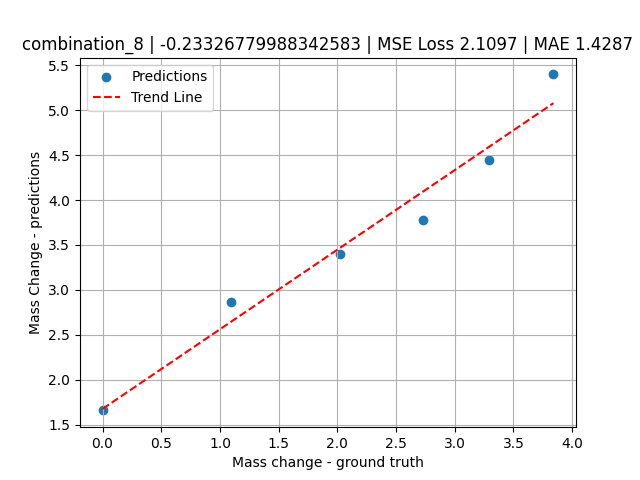 combination_8 | -0.23326779988342583 | MSE Loss 2.1097 | MAE 1.4287
Predictions
Trend Line
5.5
5.0
4.5
4.0
3.5
3.0
2.5
2.0
1.5
Mass Change - predictions
0.0 0.5 1.0 1.5 2.0 2.5 3.0 3.5 4.0
Mass change - ground truth